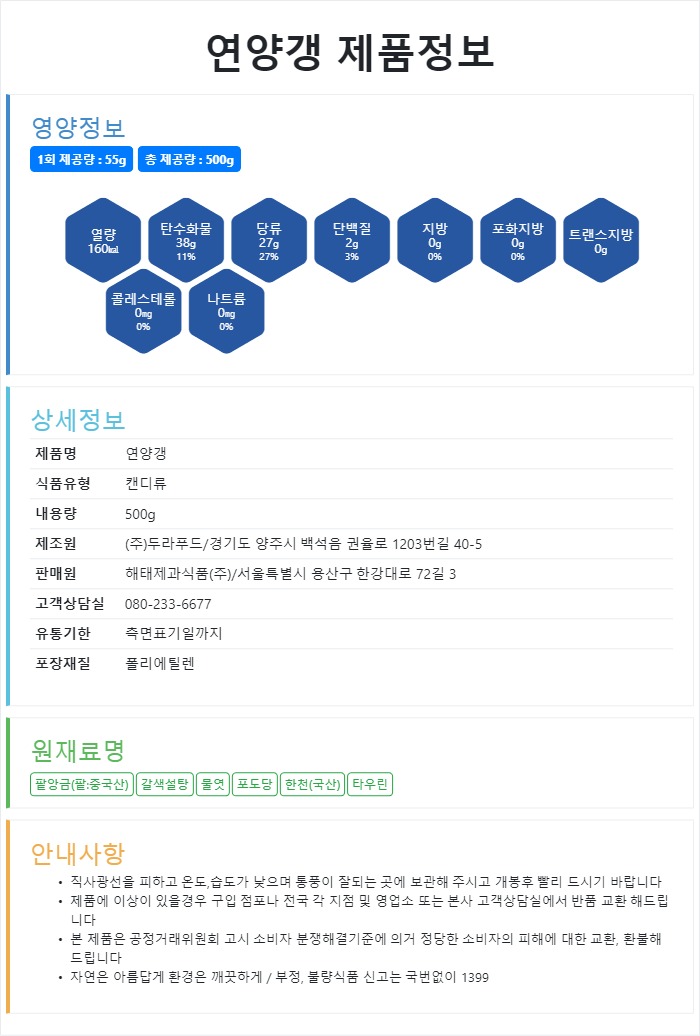 연양갱 제품정보
영양정보
1회 제공량 : 55g 총 제공량 : 500g
열량 탄수화물 당류 단백질 지방 포화지방 트랜스지방
160㎉ 38g 27g 2g 0g 0g 0g
11% 27% 3% 0% 0%
콜레스테롤 나트륨
0㎎ 0㎎
0% 0%
상세정보
제품명 연양갱
식품유형 캔디류
내용량 500g
제조원 (주)두라푸드/경기도 양주시 백석음 권율로 1203번길 40-5
판매원 해태제과식품(주)/서울특별시 용산구 한강대로 72길 3
고객상담실 080-233-6677
유통기한 측면표기일까지
포장재질 폴리에틸렌
원재료명
팥앙금(팥:중국산) 갈색설탕 물엿 포도당 한천(국산) 타우린
안내사항
• 직사광선을 피하고 온도,습도가 낮으며 통풍이 잘되는 곳에 보관해 주시고 개봉후 빨리 드시기 바랍니다
• 제품에 이상이 있을경우 구입 점포나 전국 각 지점 및 영업소 또는 본사 고객상담실에서 반품 교환 해드립
니다
• 본 제품은 공정거래위원회 고시 소비자 분쟁해결기준에 의거 정당한 소비자의 피해에 대한 교환, 환불해
드립니다
• 자연은 아름답게 환경은 깨끗하게 / 부정, 불량식품 신고는 국번없이 1399